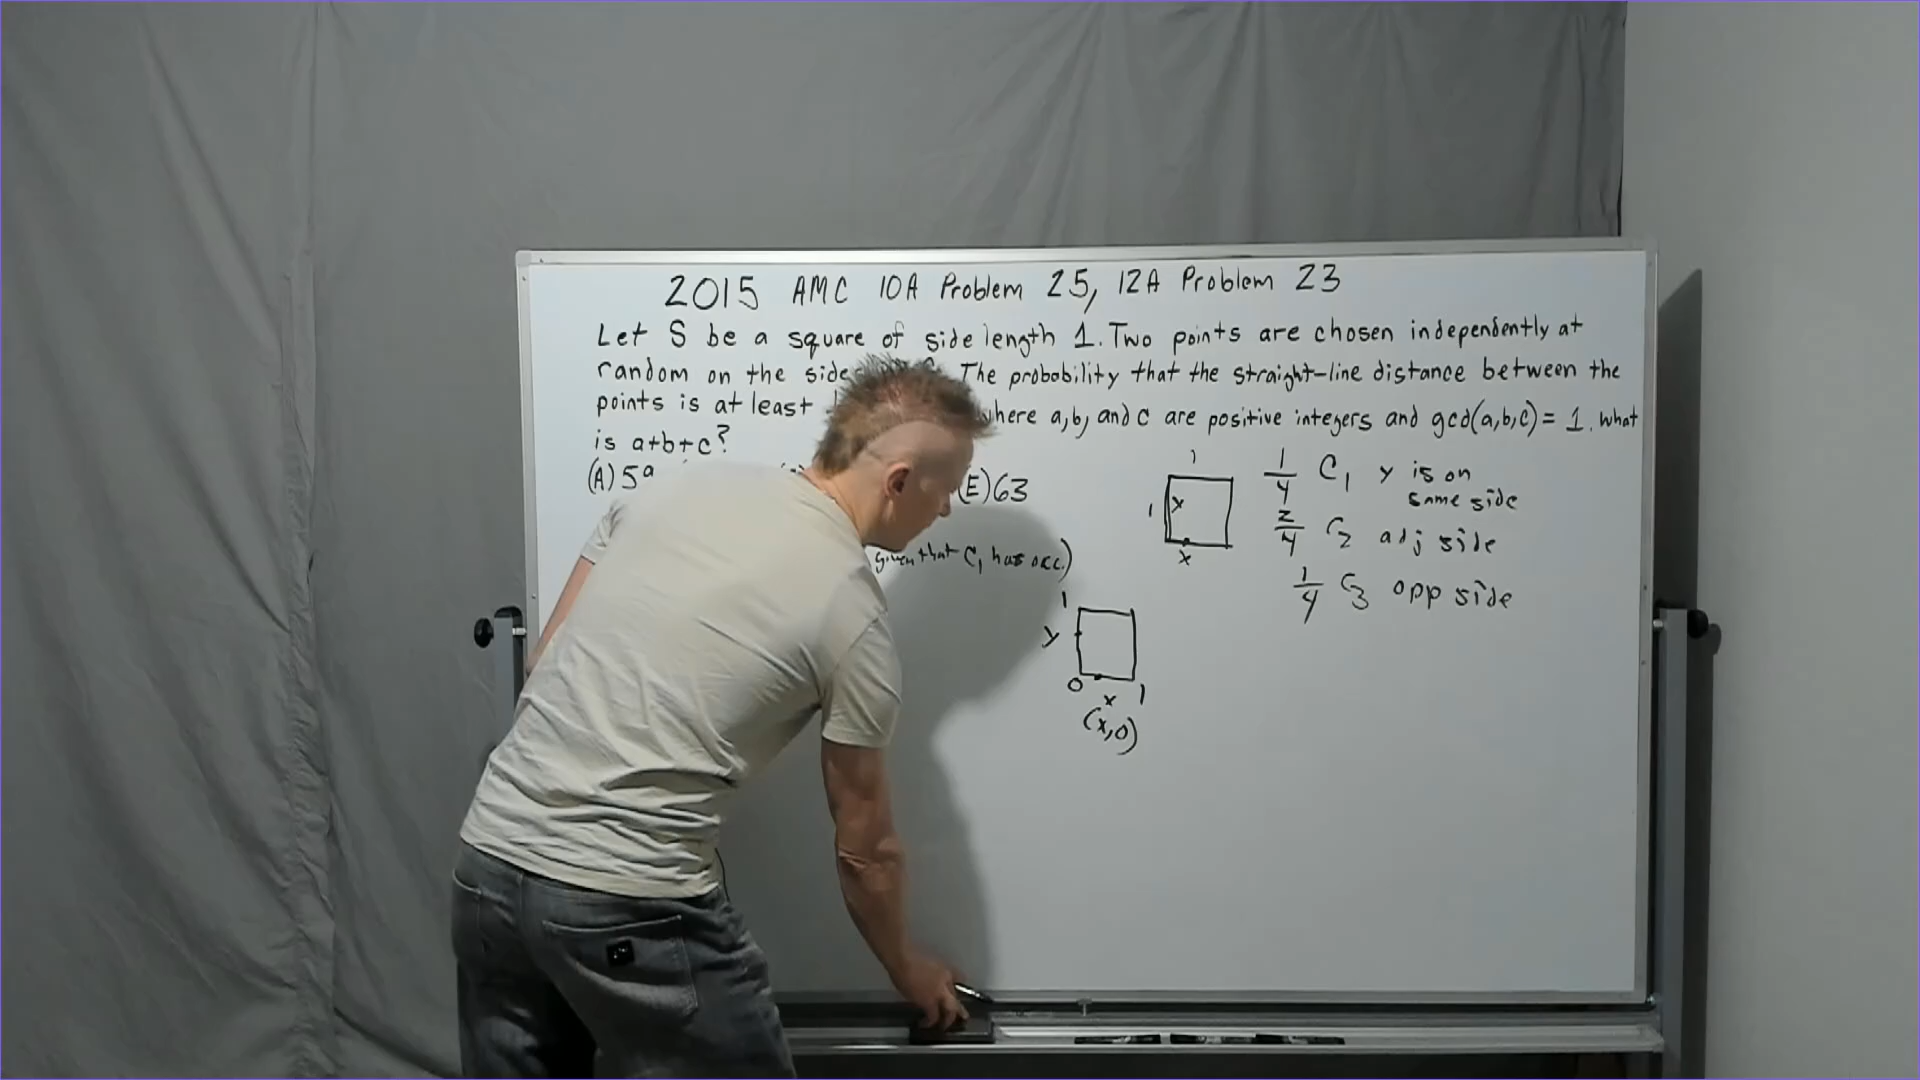 2015 AMC 10A Problem 25, 12A Problem 23
Let S be a square of side length 1. Two points are chosen independently at
random on the side The probability that the straight-line distance between the
points is at least where a,b, and c are positive integers and gcd(a,b,c)= 1. What
is a+b+c?
(A) 59 (E) 63
given that C₁ has occ.)
1
1
x
x
1/4 C₁ y is on
same side
2/4 C₂ adj side
1/4 C₃ opp side
1
y
0
x
1
(x,0)